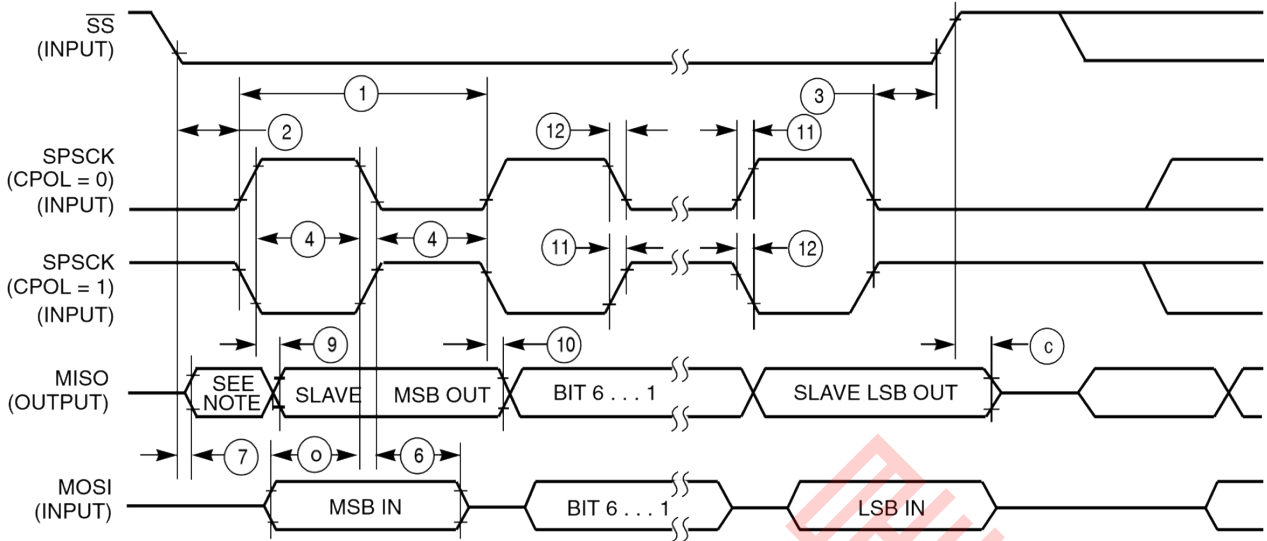 SS
(INPUT)
1
3
2
12
11
SPSCK
(CPOL = 0)
(INPUT)
4
4
11
12
SPSCK
(CPOL = 1)
(INPUT)
9
10
c
MISO
(OUTPUT)
SEE
NOTE
SLAVE
MSB OUT
BIT 6 . . . 1
SLAVE LSB OUT
7
o
6
MOSI
(INPUT)
MSB IN
BIT 6 . . . 1
LSB IN